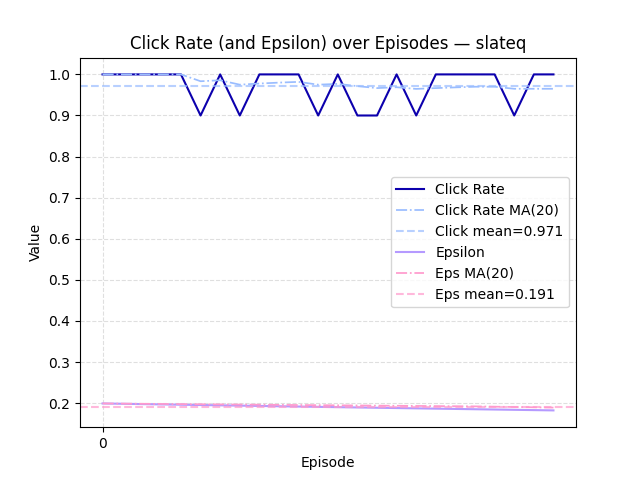 Click Rate (and Epsilon) over Episodes — slateq
Value
1.0
0.9
0.8
0.7
0.6
0.5
0.4
0.3
0.2
Click Rate
Click Rate MA(20)
Click mean=0.971
Epsilon
Eps MA(20)
Eps mean=0.191
0
Episode